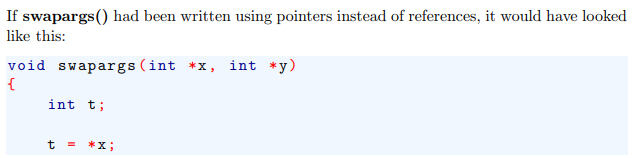 If swapargs() had been written using pointers instead of references, it would have looked
like this:
void swapargs(int *x, int *y)
{
    int t;

    t = *x;